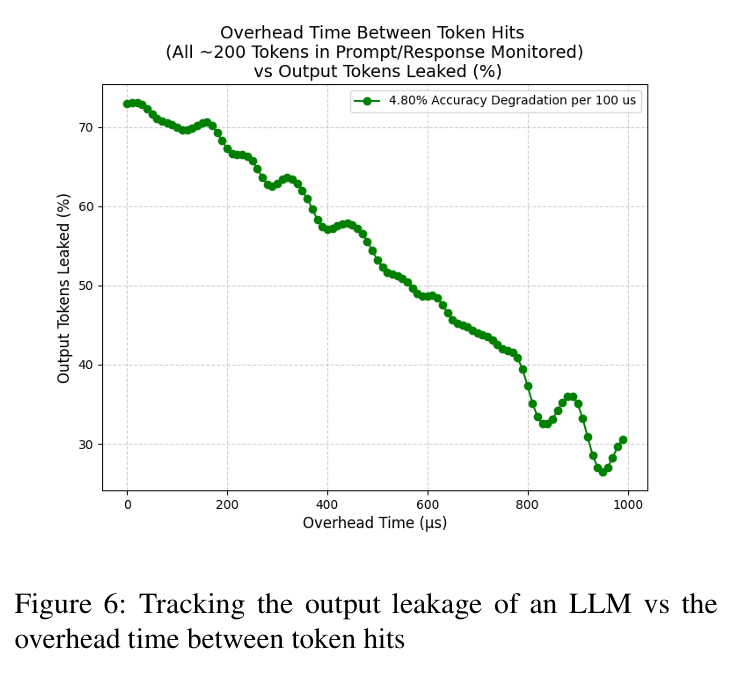 Overhead Time Between Token Hits
(All ~200 Tokens in Prompt/Response Monitored)
vs Output Tokens Leaked (%)
4.80% Accuracy Degradation per 100 us
Output Tokens Leaked (%)
70
60
50
40
30
0
200
400
600
800
1000
Overhead Time (µs)
Figure 6: Tracking the output leakage of an LLM vs the
overhead time between token hits